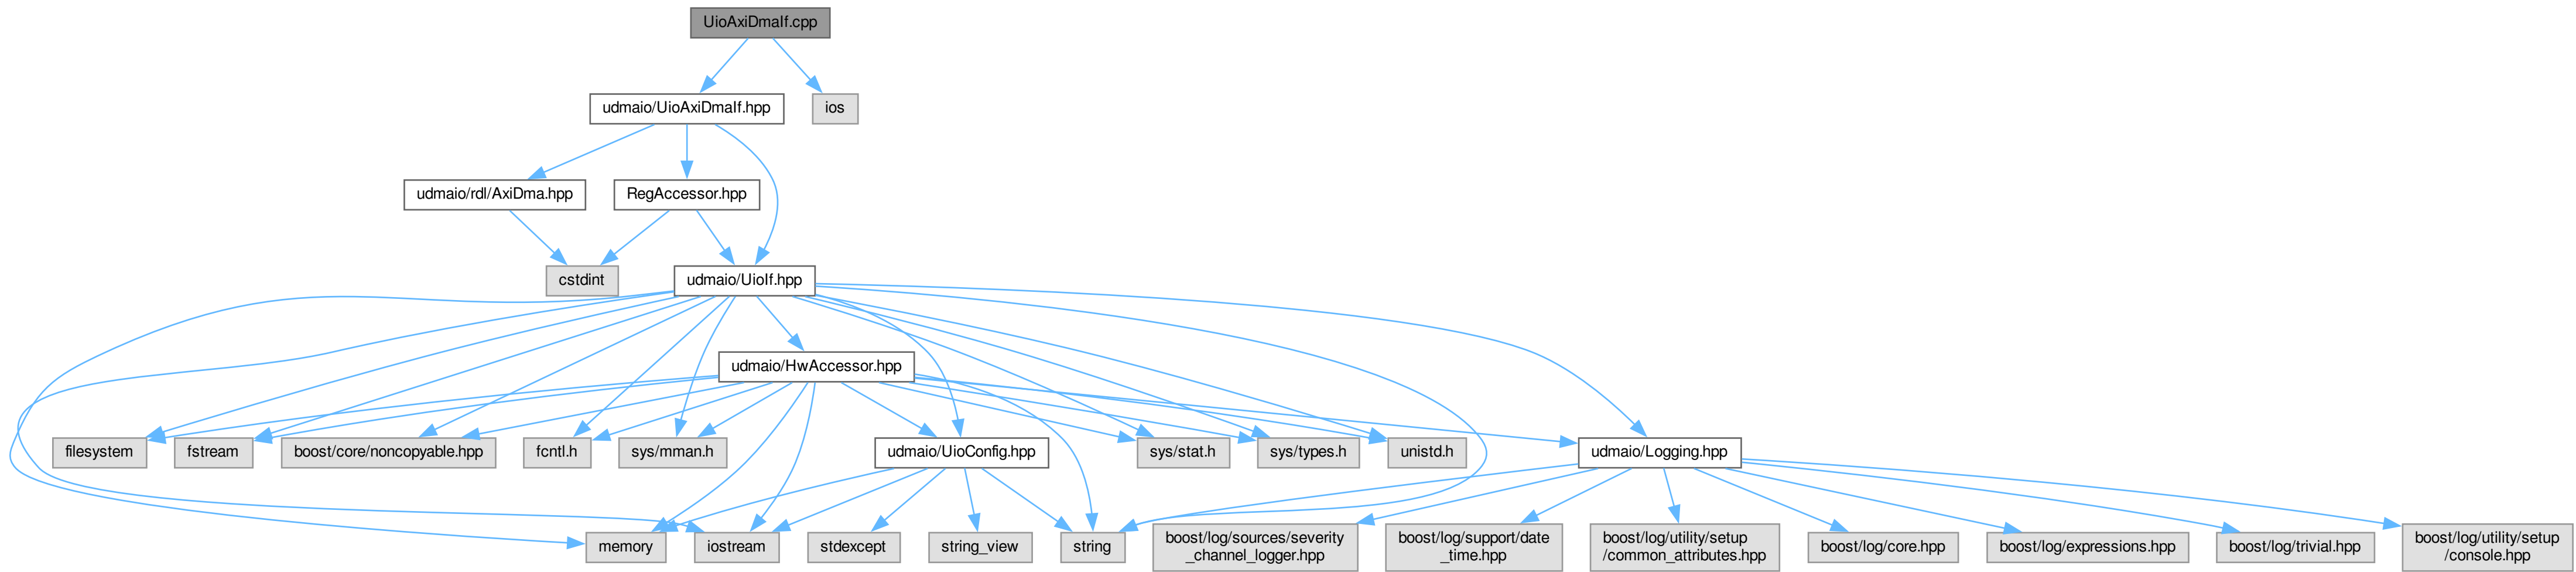 UioAxiDmaIf.cpp
udmaio/UioAxiDmaIf.hpp
ios
udmaio/rdl/AxiDma.hpp
RegAccessor.hpp
cstdint
udmaio/UioIf.hpp
udmaio/HwAccessor.hpp
filesystem
fstream
boost/core/noncopyable.hpp
fcntl.h
sys/mman.h
udmaio/UioConfig.hpp
sys/stat.h
sys/types.h
unistd.h
udmaio/Logging.hpp
memory
iostream
stdexcept
string_view
string
boost/log/sources/severity
_channel_logger.hpp
boost/log/support/date
_time.hpp
boost/log/utility/setup
/common_attributes.hpp
boost/log/core.hpp
boost/log/expressions.hpp
boost/log/trivial.hpp
boost/log/utility/setup
/console.hpp